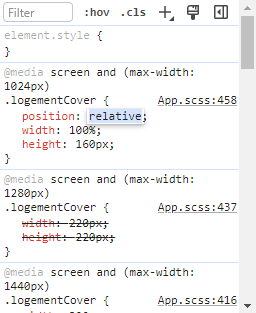 Filter
:hov .cls
element.style {
}
@media screen and (max-width:
1024px)
.logementCover { App.scss:458
position: relative;
width: 100%;
height: 160px;
}
@media screen and (max-width:
1280px)
.logementCover { App.scss:437
width: 220px;
height: 220px;
}
@media screen and (max-width:
1440px)
.logementCover { App.scss:416